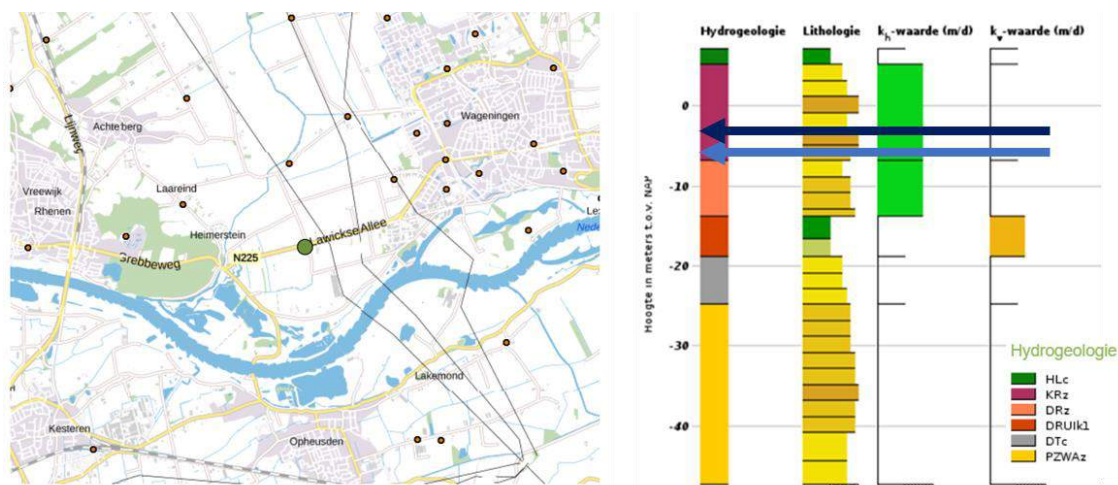 Lijnweg
Achterberg
Wageningen
Vreewijk
Rhenen
Laareind
Heimerstein
Grebbeweg
N225
Lawickse Allee
Lakemond
Kesteren
Opheusden
Hydrogeologie
Lithologie
kh-waarde (m/d)
kv-waarde (m/d)
Hoogte in meters t.o.v. NAP
0
-10
-20
-30
-40
Hydrogeologie
HLc
KRz
DRz
DRUIk1
DTc
PZWAz